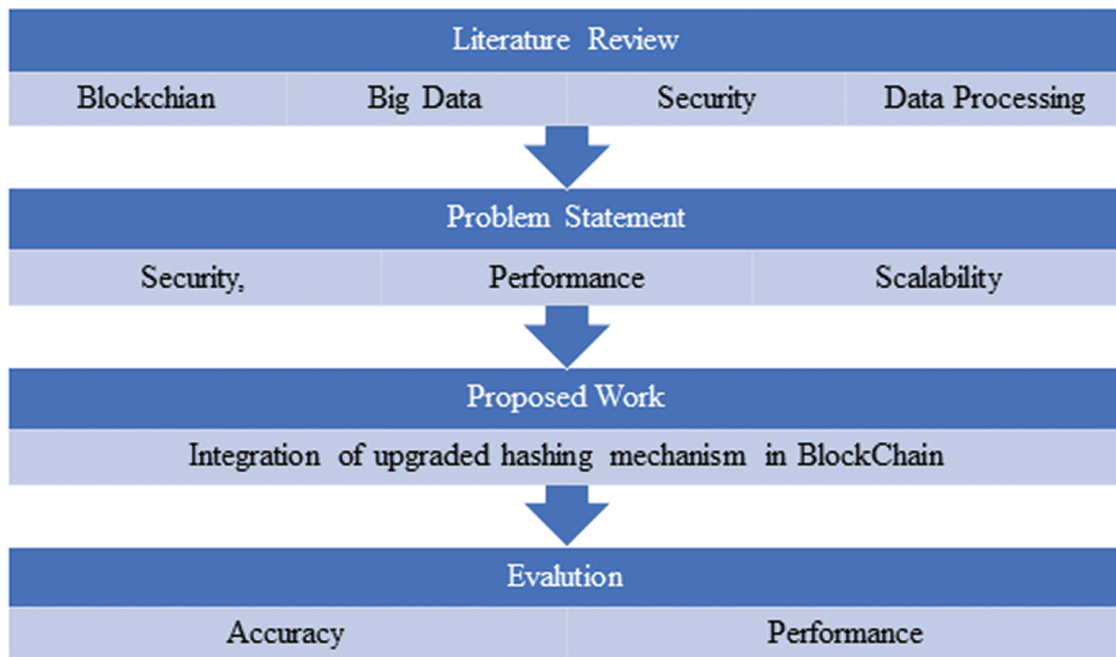 Literature Review
Blockchian Big Data Security Data Processing
Problem Statement
Security, Performance Scalability
Proposed Work
Integration of upgraded hashing mechanism in BlockChain
Evalution
Accuracy Performance